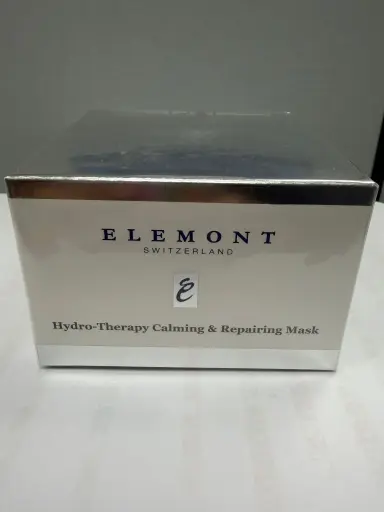 ELEMONT
SWITZERLAND
E
Hydro-Therapy Calming & Repairing Mask